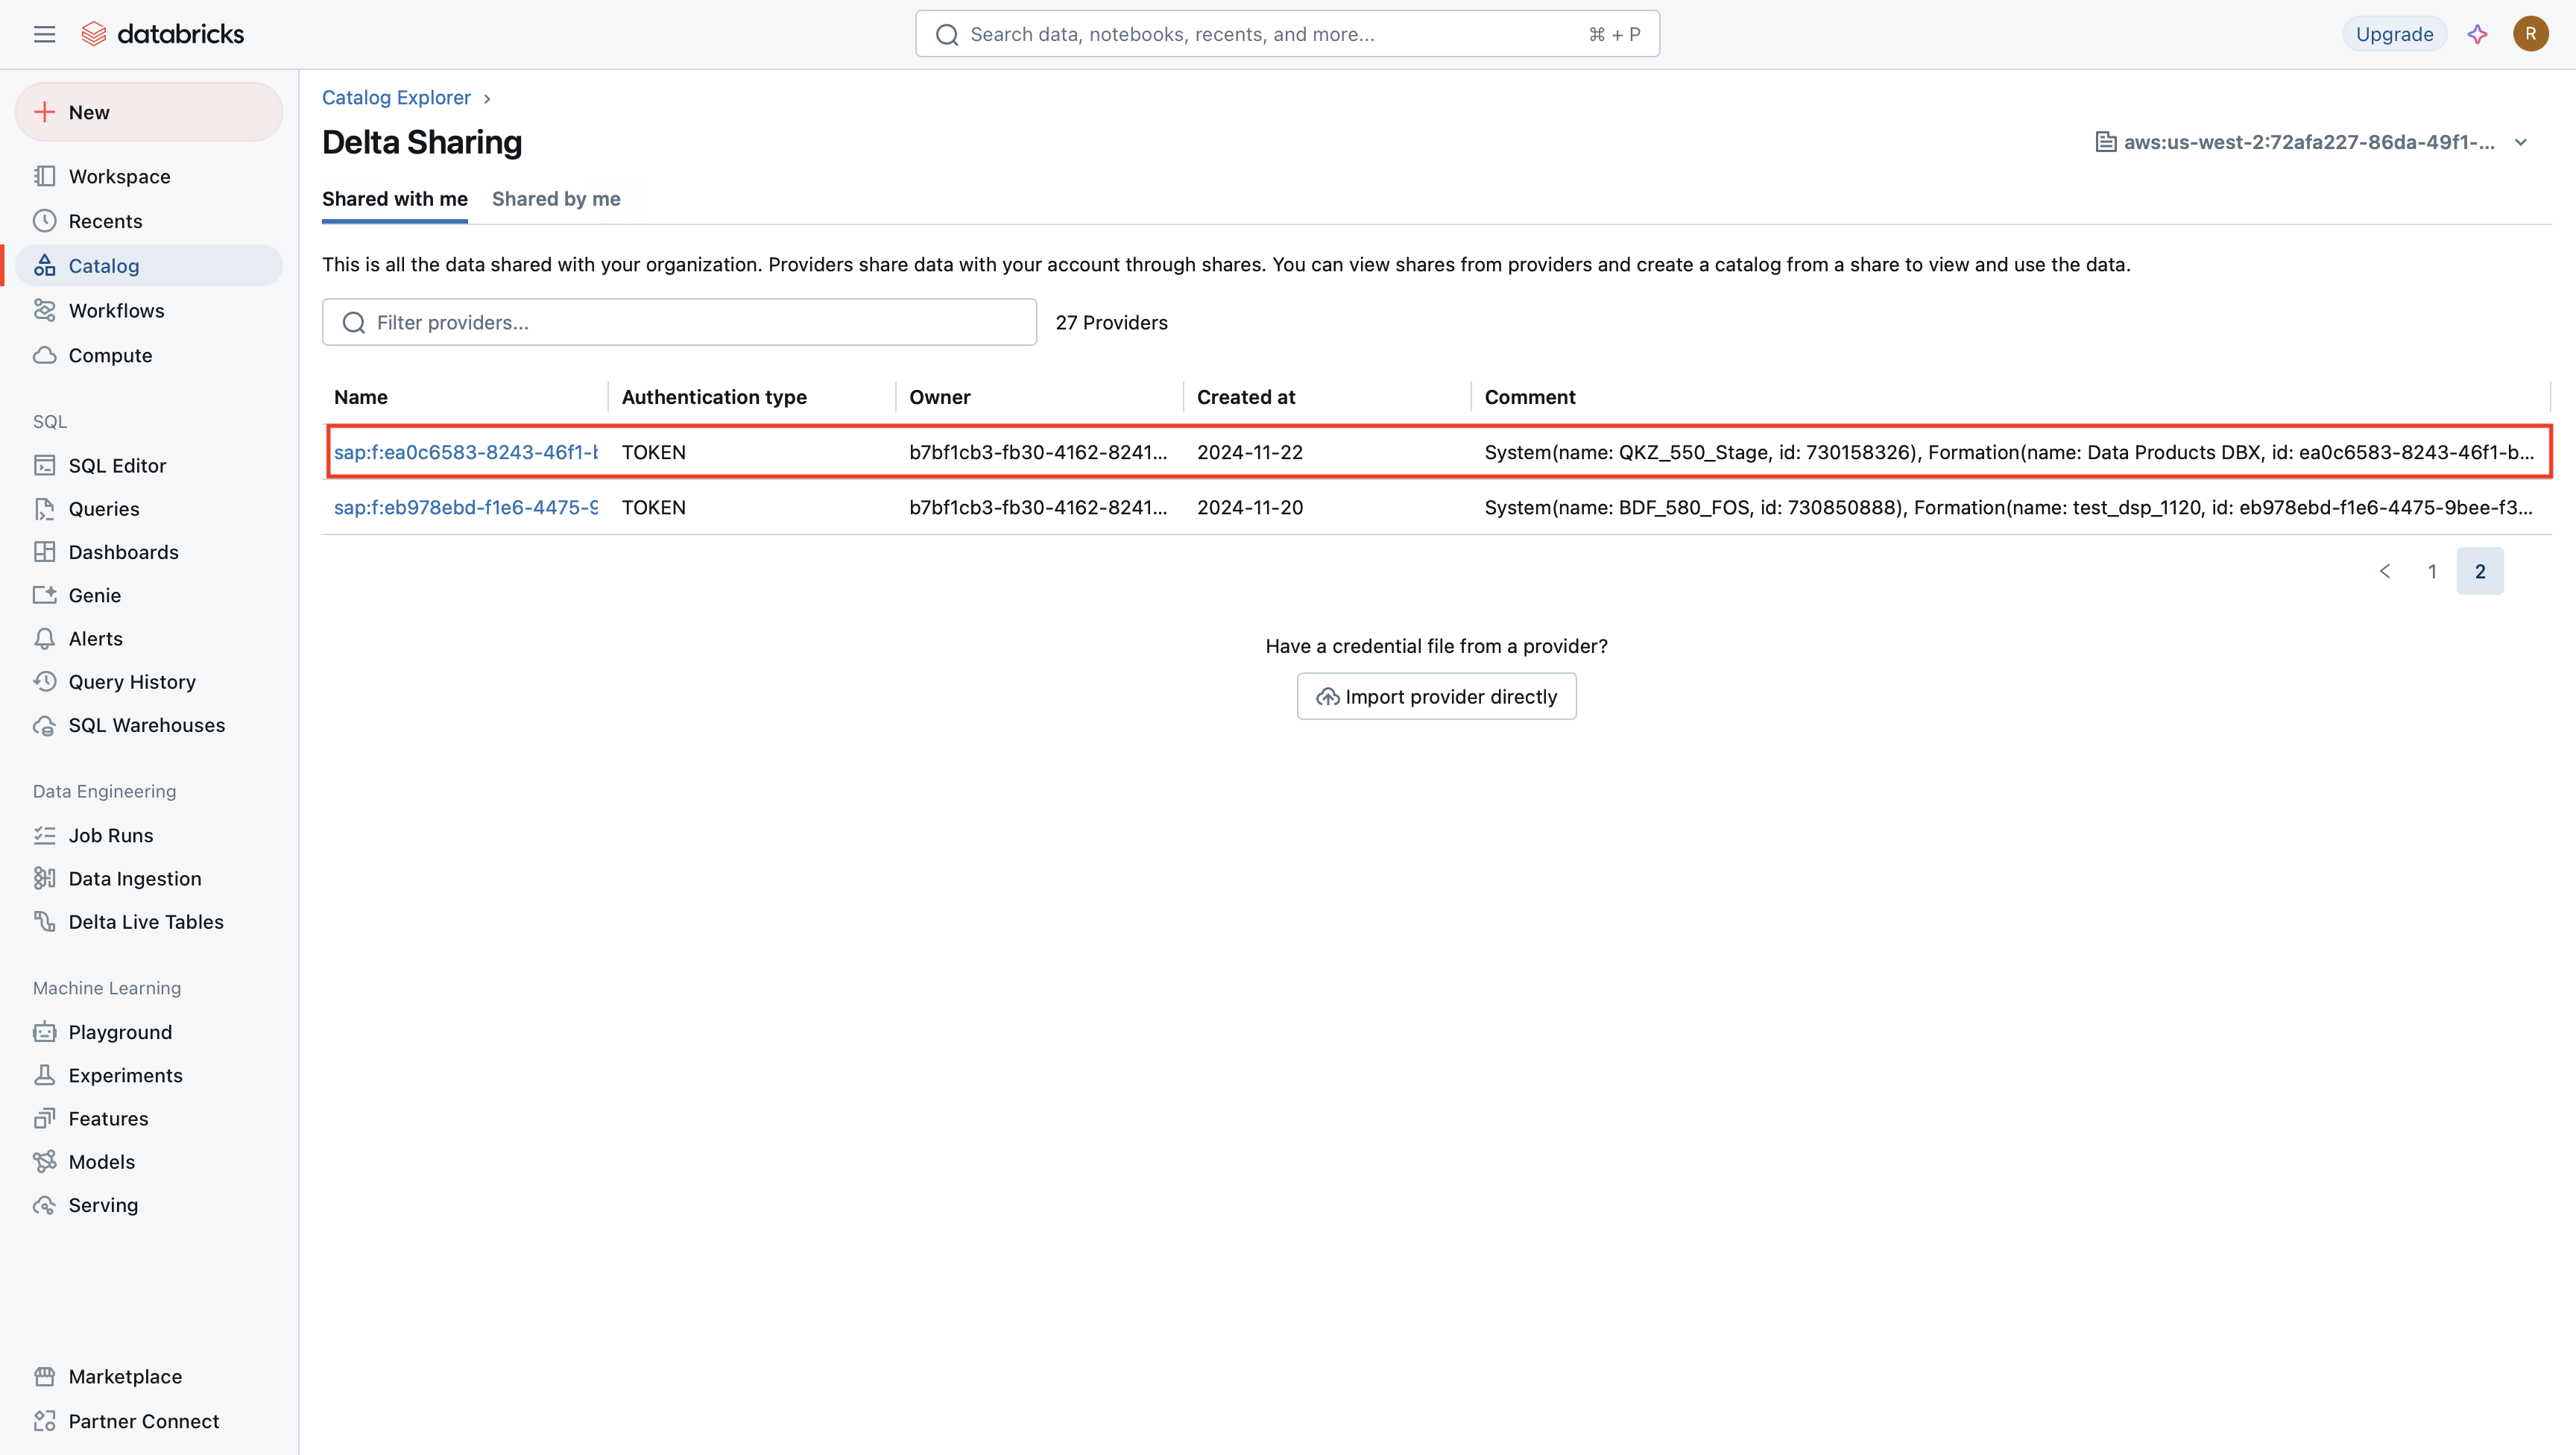 databricks
Search data, notebooks, recents, and more...
⌘ + P
Upgrade
R
New
Workspace
Recents
Catalog
Workflows
Compute
SQL
SQL Editor
Queries
Dashboards
Genie
Alerts
Query History
SQL Warehouses
Data Engineering
Job Runs
Data Ingestion
Delta Live Tables
Machine Learning
Playground
Experiments
Features
Models
Serving
Marketplace
Partner Connect
Catalog Explorer ›
Delta Sharing
aws:us-west-2:72afa227-86da-49f1-...
Shared with me Shared by me
This is all the data shared with your organization. Providers share data with your account through shares. You can view shares from providers and create a catalog from a share to view and use the data.
Filter providers... 27 Providers
Name Authentication type Owner Created at Comment
sap:f:ea0c6583-8243-46f1-b TOKEN b7bf1cb3-fb30-4162-8241... 2024-11-22 System(name: QKZ_550_Stage, id: 730158326), Formation(name: Data Products DBX, id: ea0c6583-8243-46f1-b...
sap:f:eb978ebd-f1e6-4475-9 TOKEN b7bf1cb3-fb30-4162-8241... 2024-11-20 System(name: BDF_580_FOS, id: 730850888), Formation(name: test_dsp_1120, id: eb978ebd-f1e6-4475-9bee-f3...
1 2
Have a credential file from a provider?
Import provider directly